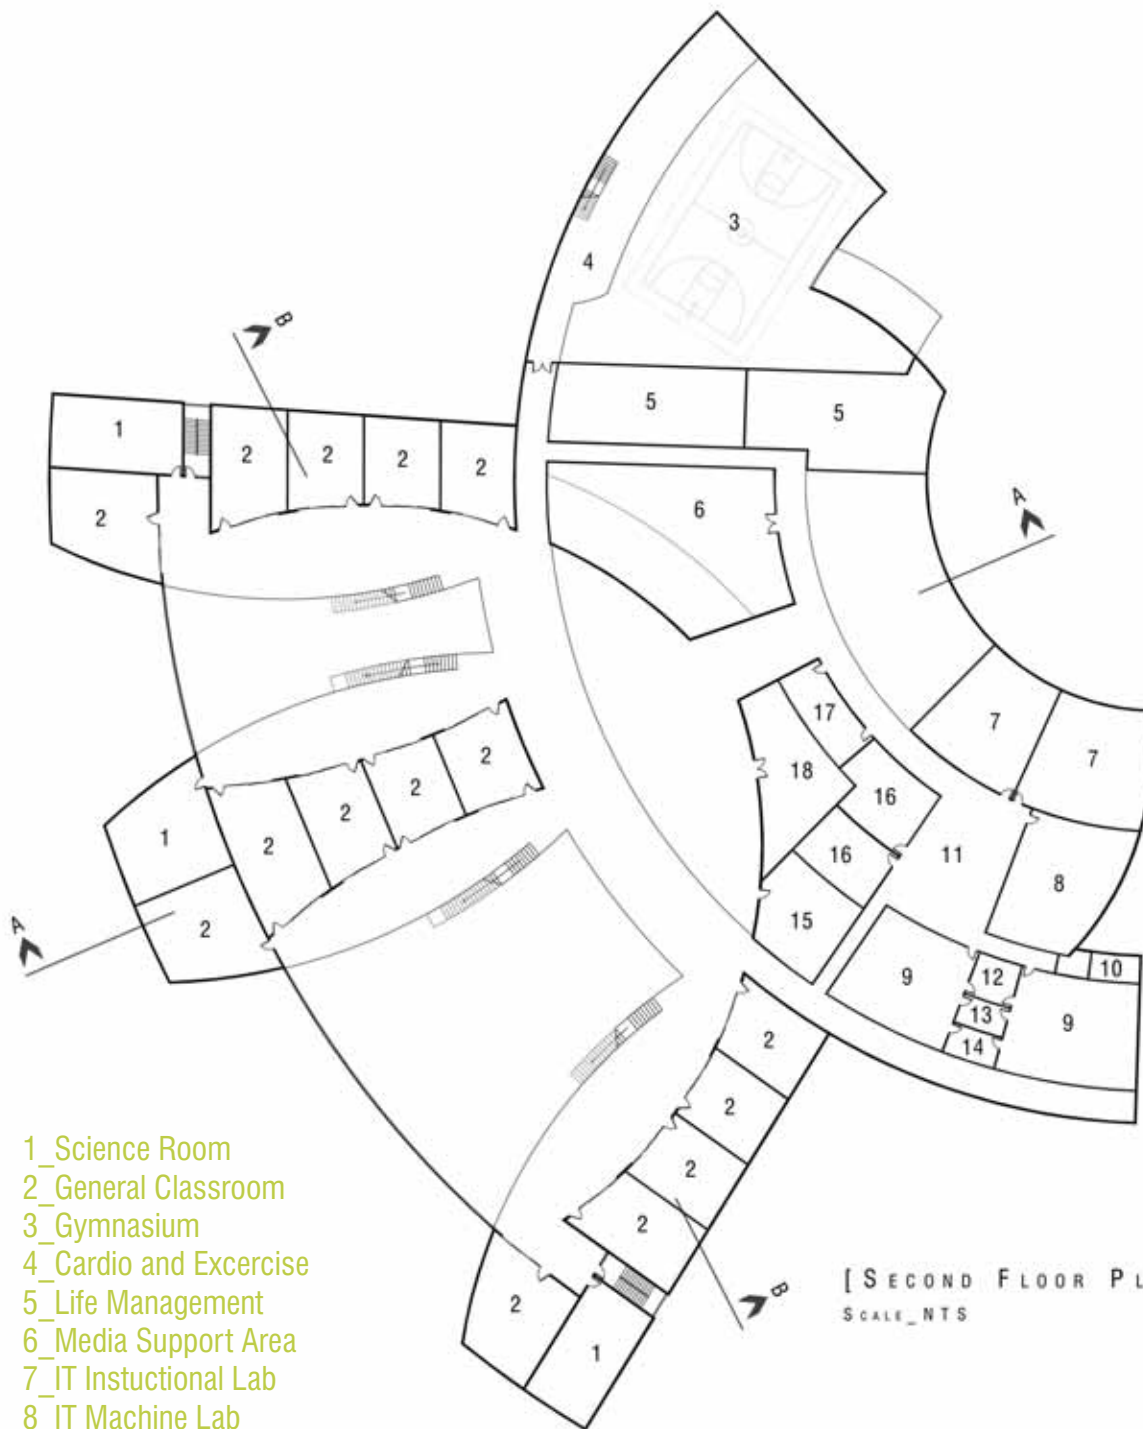 3
4
B
5
5
1
2
2
2
2
2
6
A
17
7
7
18
16
2
2
2
2
1
16
11
8
2
15
A
9
12
10
13
9
14
2
2
2
2
2
1
B
[SECOND FLOOR PL
SCALE_NTS
1_Science Room
2_General Classroom
3_Gymnasium
4_Cardio and Excercise
5_Life Management
6_Media Support Area
7_IT Instuctional Lab
8_IT Machine Lab